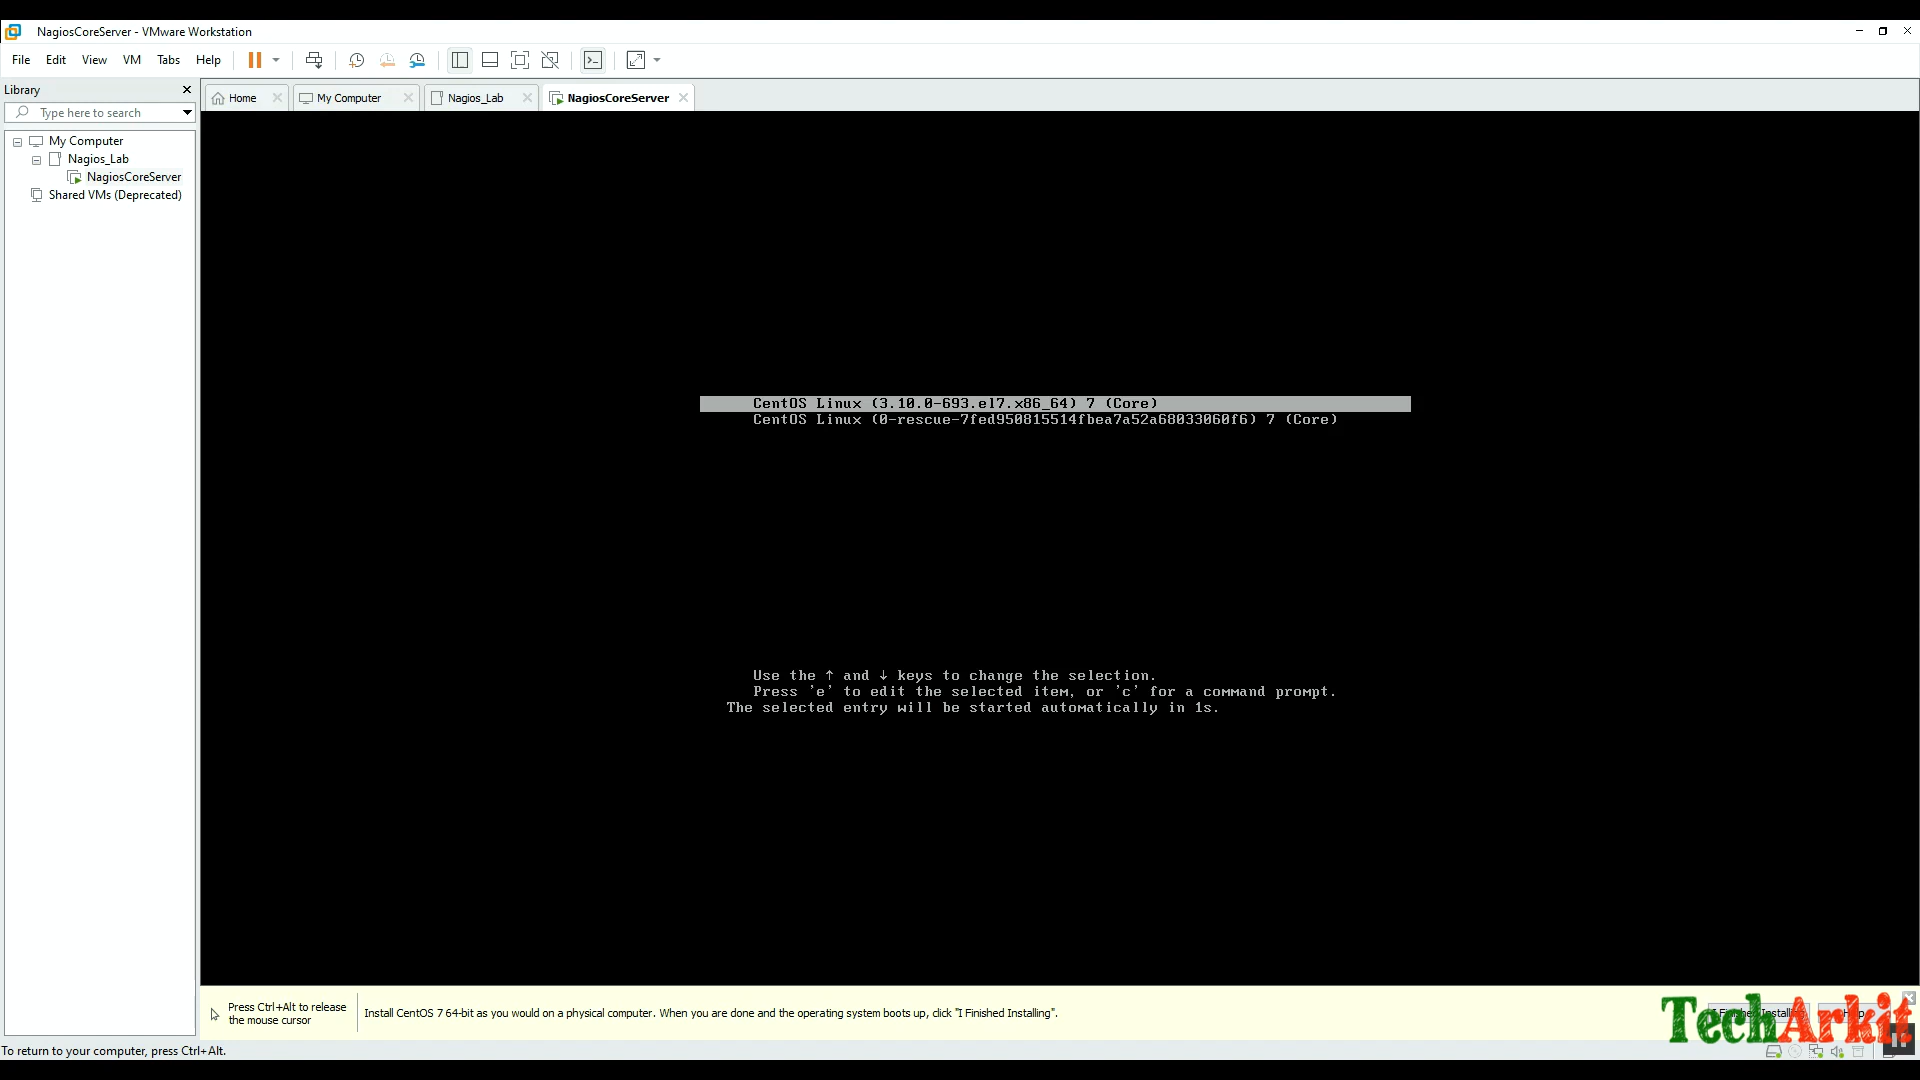 NagiosCoreServer - VMware Workstation
File Edit View VM Tabs Help
Library
Type here to search
Home
My Computer
Nagios_Lab
NagiosCoreServer
My Computer
Nagios_Lab
NagiosCoreServer
Shared VMs (Deprecated)
CentOS Linux (3.10.0-693.el7.x86_64) 7 (Core)
CentOS Linux (0-rescue-7fed950815514fbea7a52a68033060f6) 7 (Core)
Use the ↑ and ↓ keys to change the selection.
Press 'e' to edit the selected item, or 'c' for a command prompt.
The selected entry will be started automatically in 1s.
Press Ctrl+Alt to release
the mouse cursor
Install CentOS 7 64-bit as you would on a physical computer. When you are done and the operating system boots up, click "I Finished Installing".
TechArkit
To return to your computer, press Ctrl+Alt.